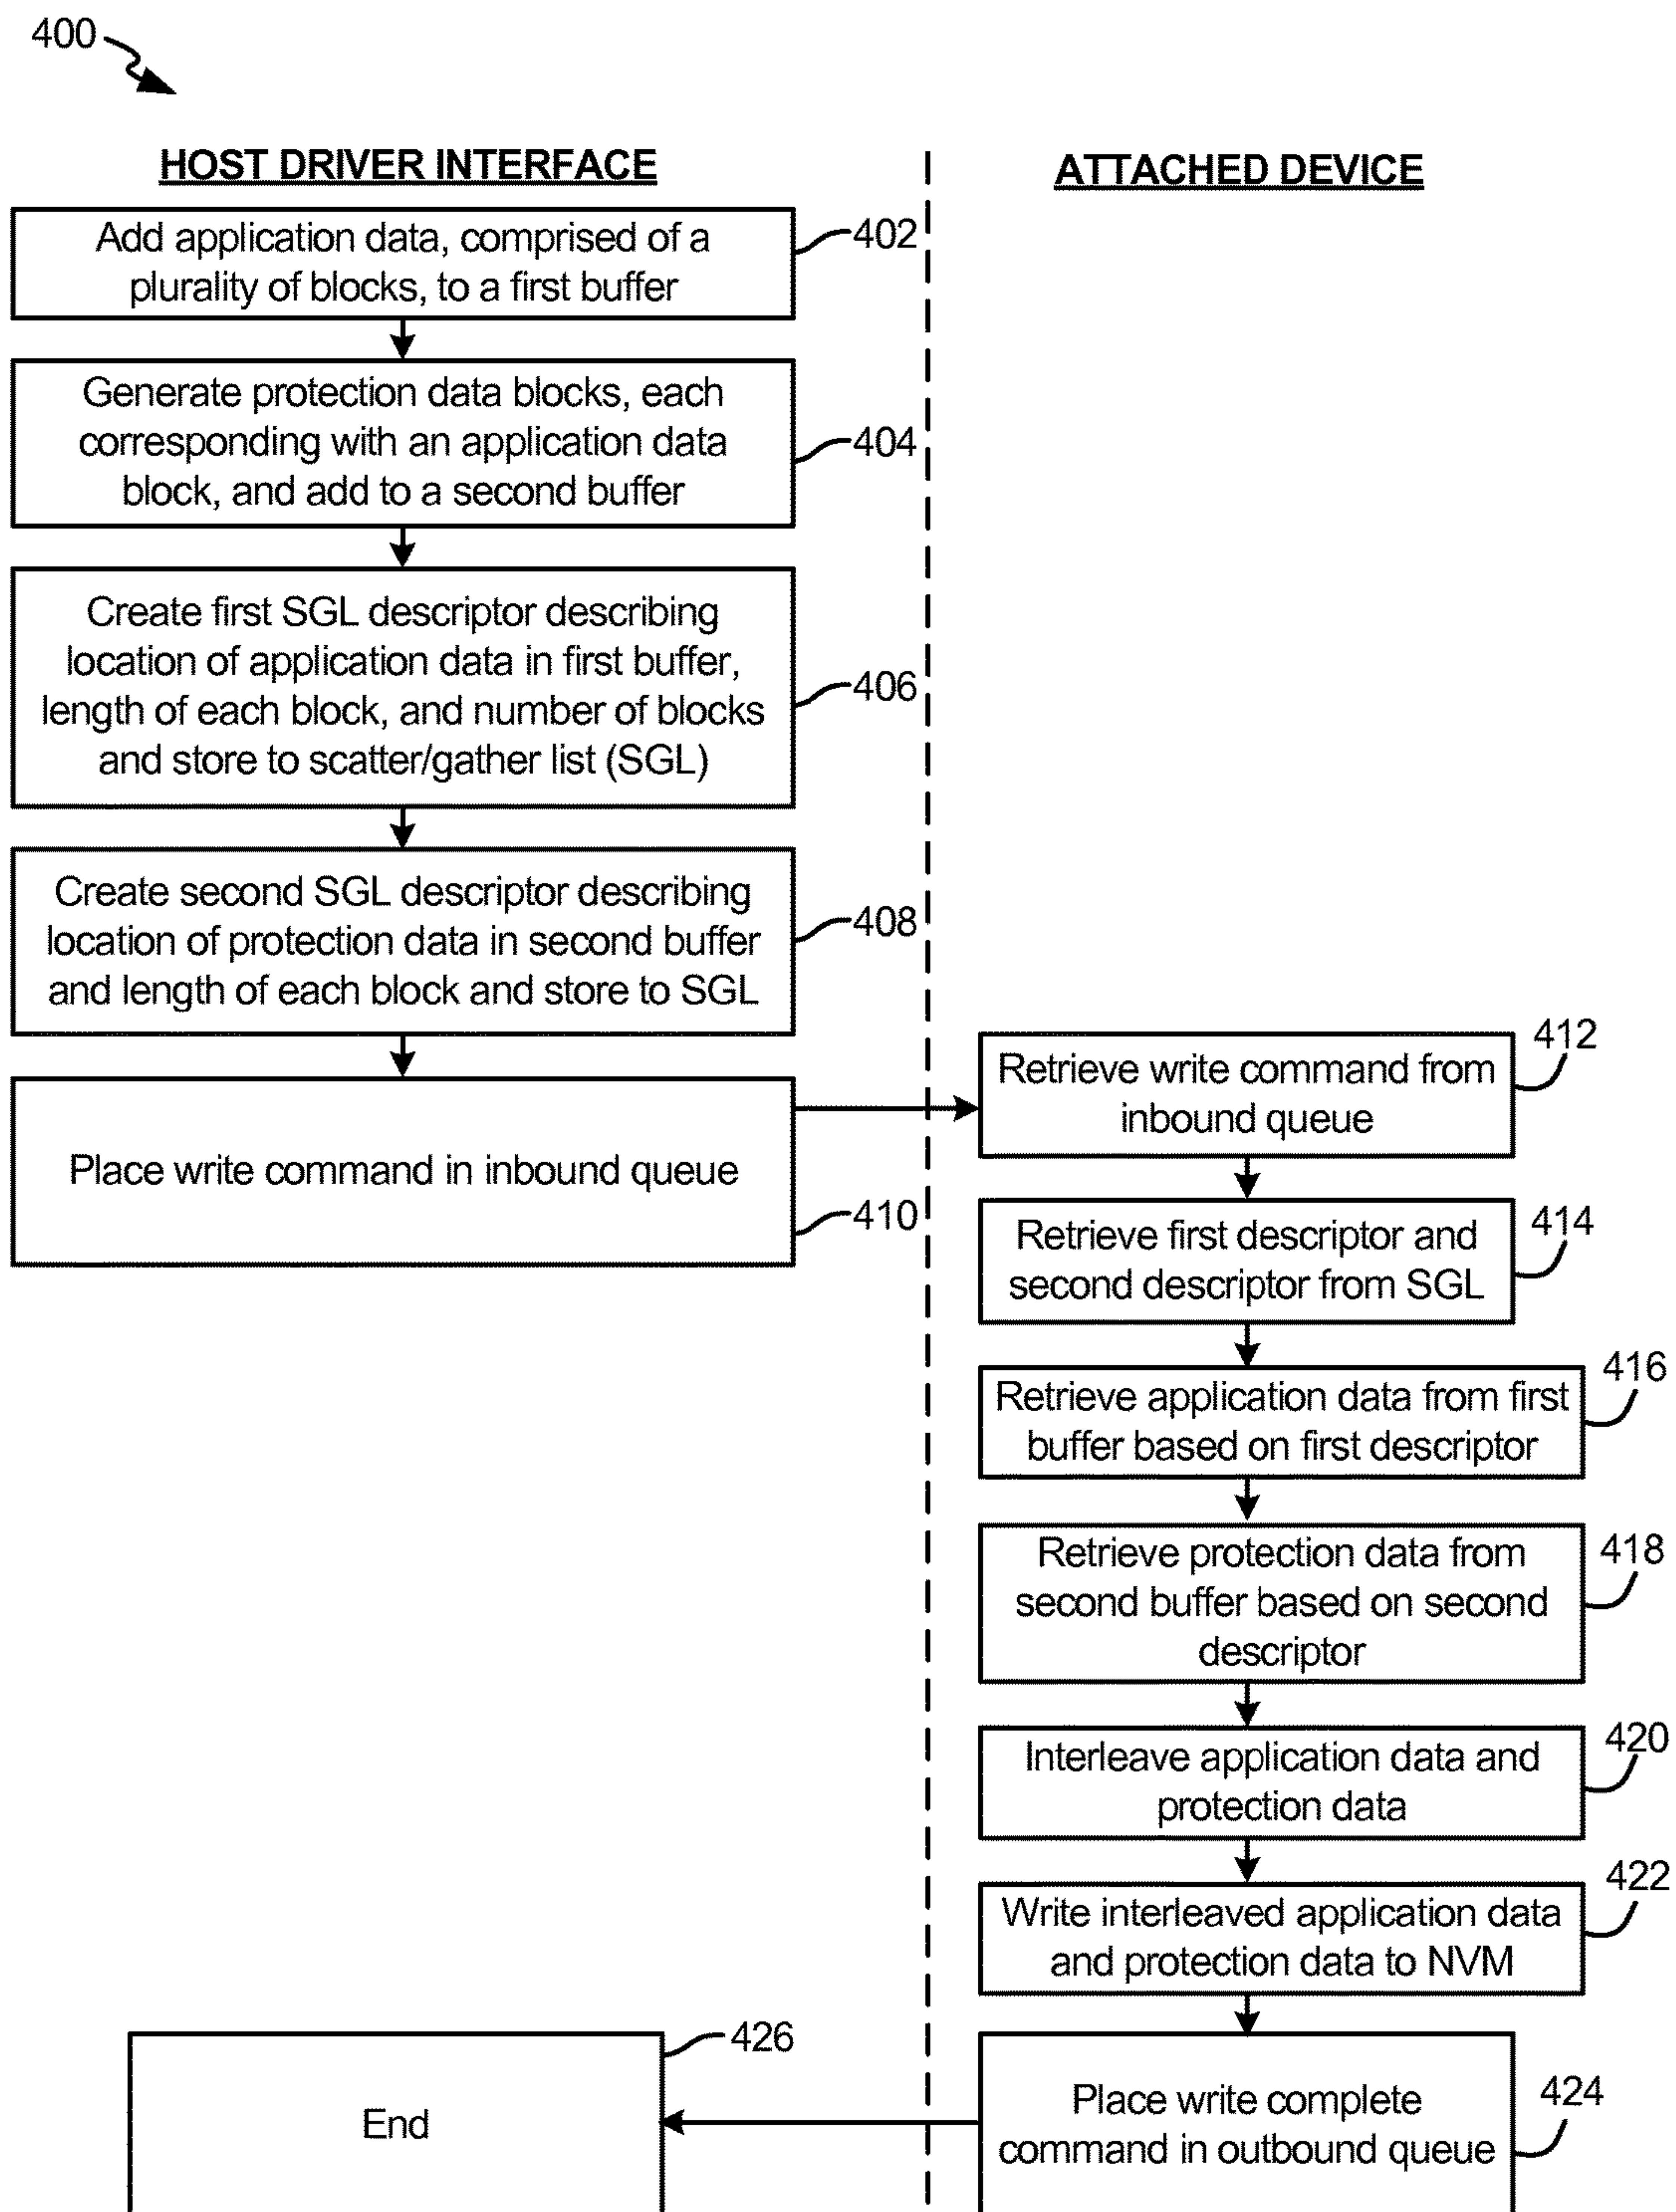 400
HOST DRIVER INTERFACE
Add application data, comprised of a
plurality of blocks, to a first buffer
402
Generate protection data blocks, each
corresponding with an application data
block, and add to a second buffer
404
Create first SGL descriptor describing
location of application data in first buffer,
length of each block, and number of blocks
and store to scatter/gather list (SGL)
406
Create second SGL descriptor describing
location of protection data in second buffer
and length of each block and store to SGL
408
Place write command in inbound queue
410
ATTACHED DEVICE
Retrieve write command from
inbound queue
412
Retrieve first descriptor and
second descriptor from SGL
414
Retrieve application data from first
buffer based on first descriptor
416
Retrieve protection data from
second buffer based on second
descriptor
418
Interleave application data and
protection data
420
Write interleaved application data
and protection data to NVM
422
Place write complete
command in outbound queue
424
End
426